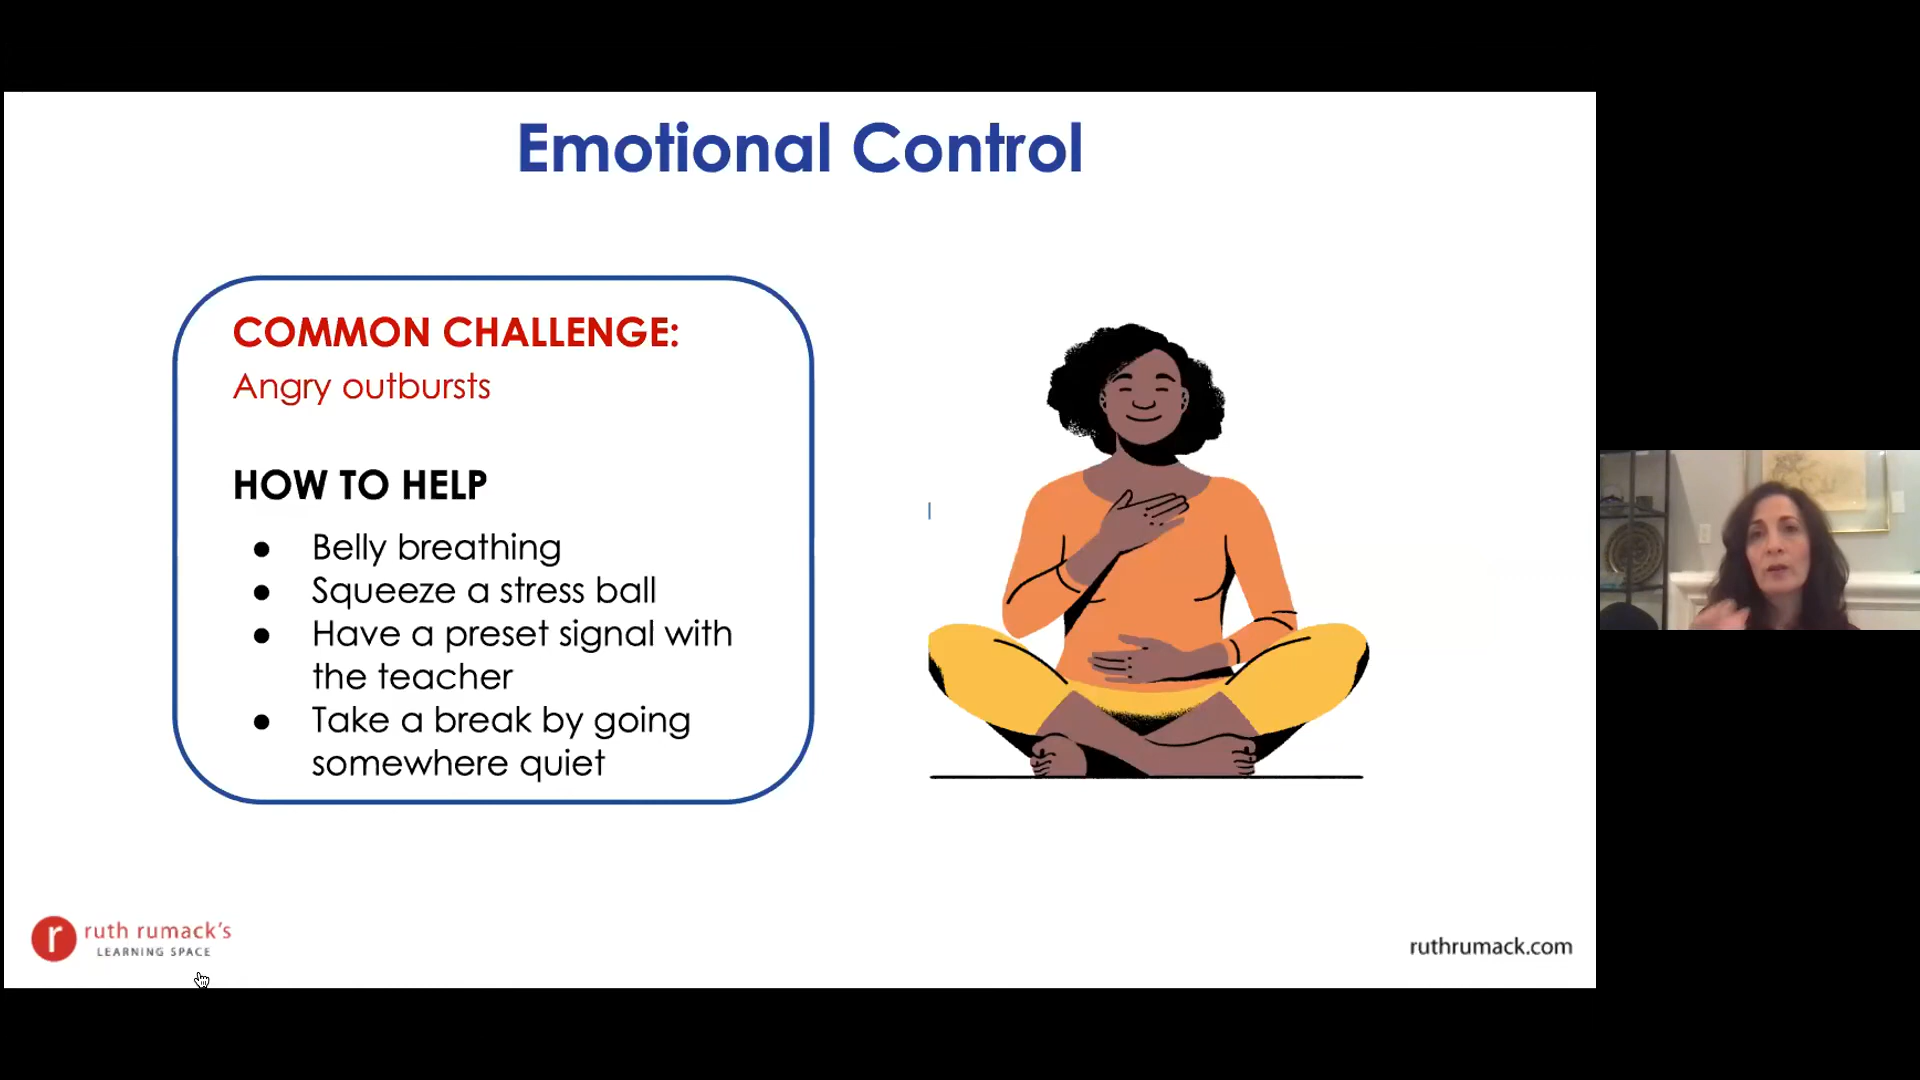 Emotional Control
COMMON CHALLENGE:
Angry outbursts
HOW TO HELP
● Belly breathing
● Squeeze a stress ball
● Have a preset signal with
the teacher
● Take a break by going
somewhere quiet
r
ruth rumack's
LEARNING SPACE
ruthrumack.com